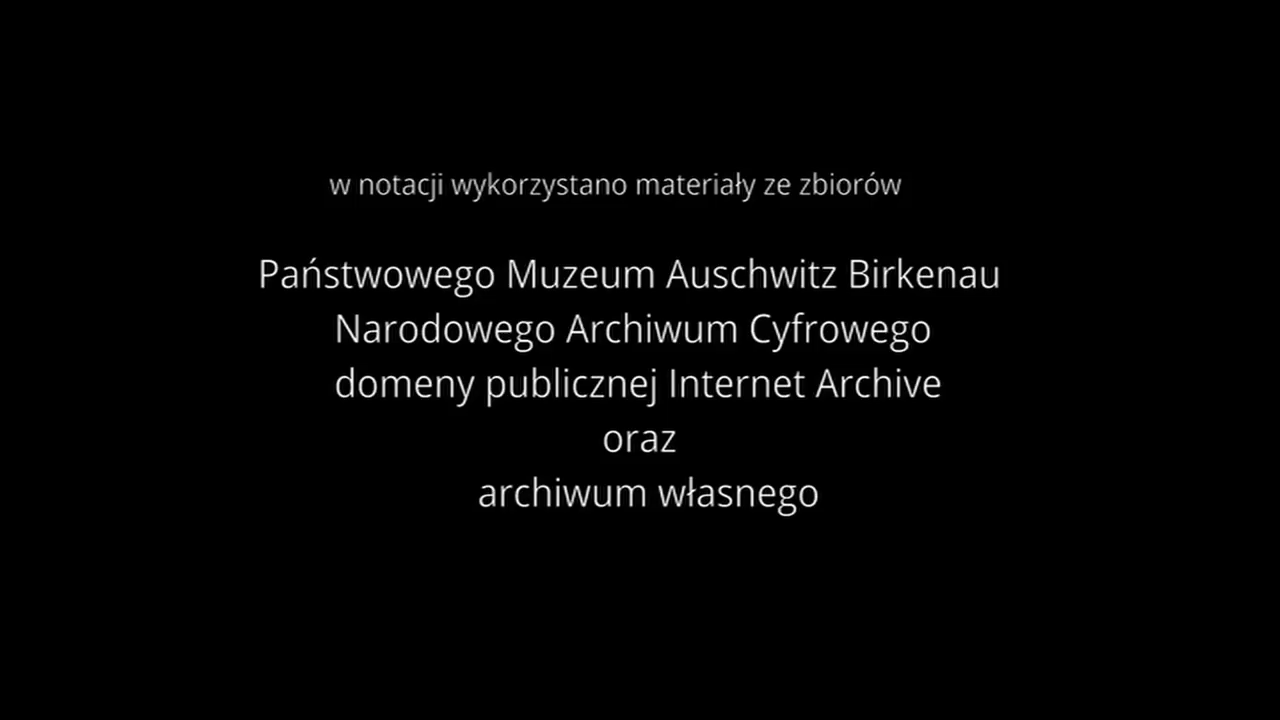 w notacji wykorzystano materiały ze zbiorów
Państwowego Muzeum Auschwitz Birkenau
Narodowego Archiwum Cyfrowego
domeny publicznej Internet Archive
oraz
archiwum własnego